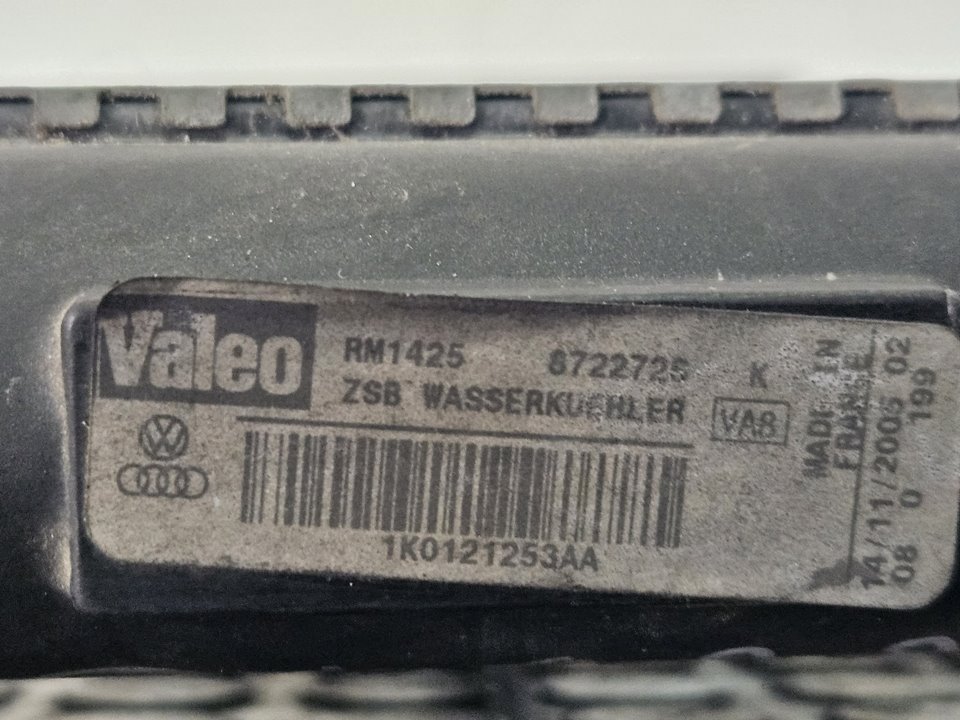 Valeo
RM1425 8722725 K
ZSB WASSERKUEHLER VA8
1K0121253AA
MADE IN
FRANCE
14/11/2005 02
08 0 199